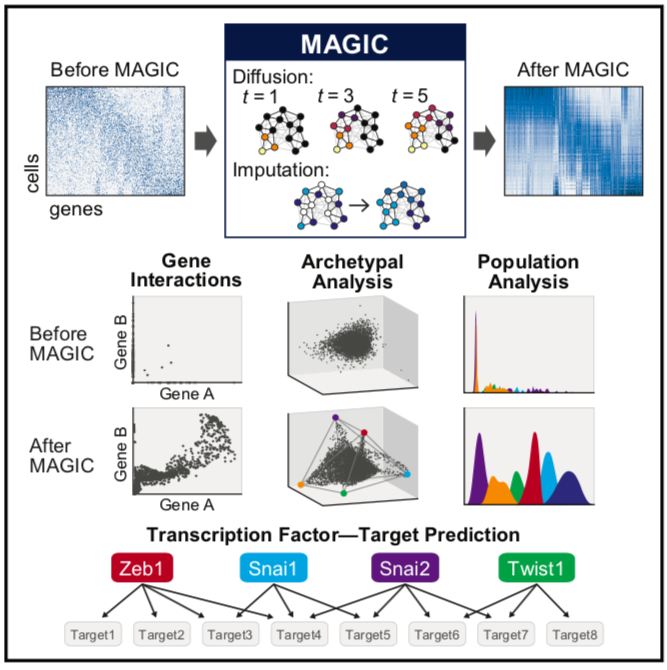 MAGIC
Before MAGIC
Diffusion:
t = 1
t = 3
t = 5
After MAGIC
cells
genes
Imputation:
Gene
Interactions
Archetypal
Analysis
Population
Analysis
Before
MAGIC
Gene B
Gene A
After
MAGIC
Gene B
Gene A
Transcription Factor—Target Prediction
Zeb1 Snai1 Snai2 Twist1
Target1 Target2 Target3 Target4 Target5 Target6 Target7 Target8